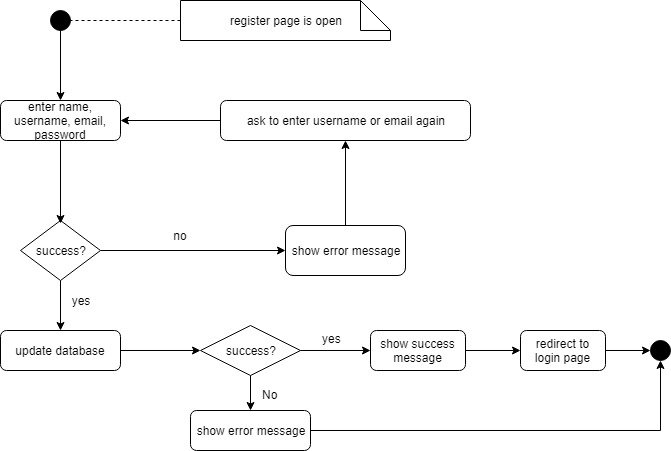 register page is open
enter name,
username, email,
password
ask to enter username or email again
success?
no
show error message
yes
update database
success?
yes
show success
message
redirect to
login page
No
show error message